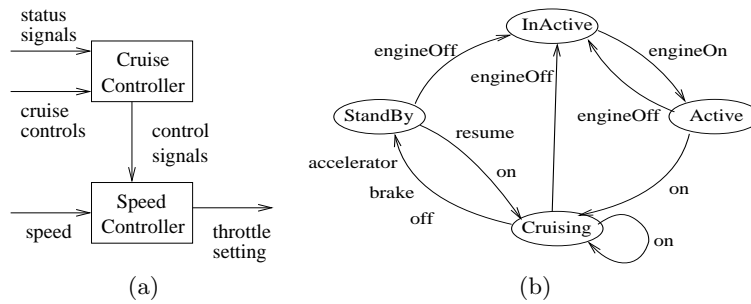 status
signals
Cruise
Controller
cruise
controls
control
signals
Speed
Controller
speed
throttle
setting
(a)
InActive
engineOff
engineOn
engineOff
engineOff
StandBy
Active
resume
accelerator
on
brake
on
off
Cruising
on
(b)